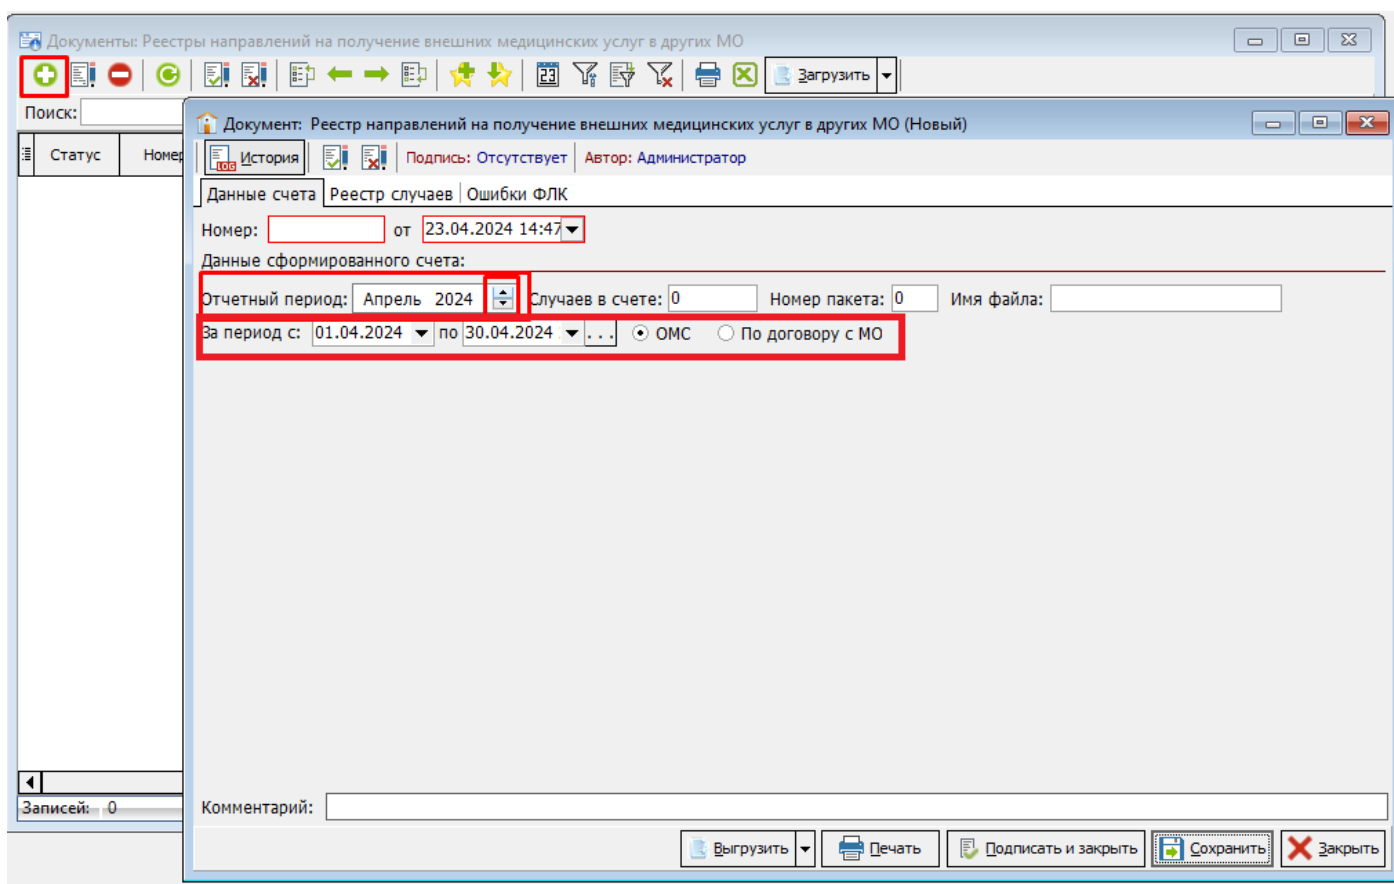 Документы: Реестры направлений на получение внешних медицинских услуг в других МО
23 Загрузить
Поиск:
Документ: Реестр направлений на получение внешних медицинских услуг в других МО (Новый)
Статус Номер
LOG История Подпись: Отсутствует Автор: Администратор
Данные счета Реестр случаев Ошибки ФЛК
Номер: от 23.04.2024 14:47
Данные сформированного счета:
Отчетный период: Апрель 2024 Случаев в счете: 0 Номер пакета: 0 Имя файла:
За период с: 01.04.2024 по 30.04.2024 ... ОМС По договору с МО
Записей: 0
Комментарий:
Выгрузить Печать Подписать и закрыть Сохранить Закрыть